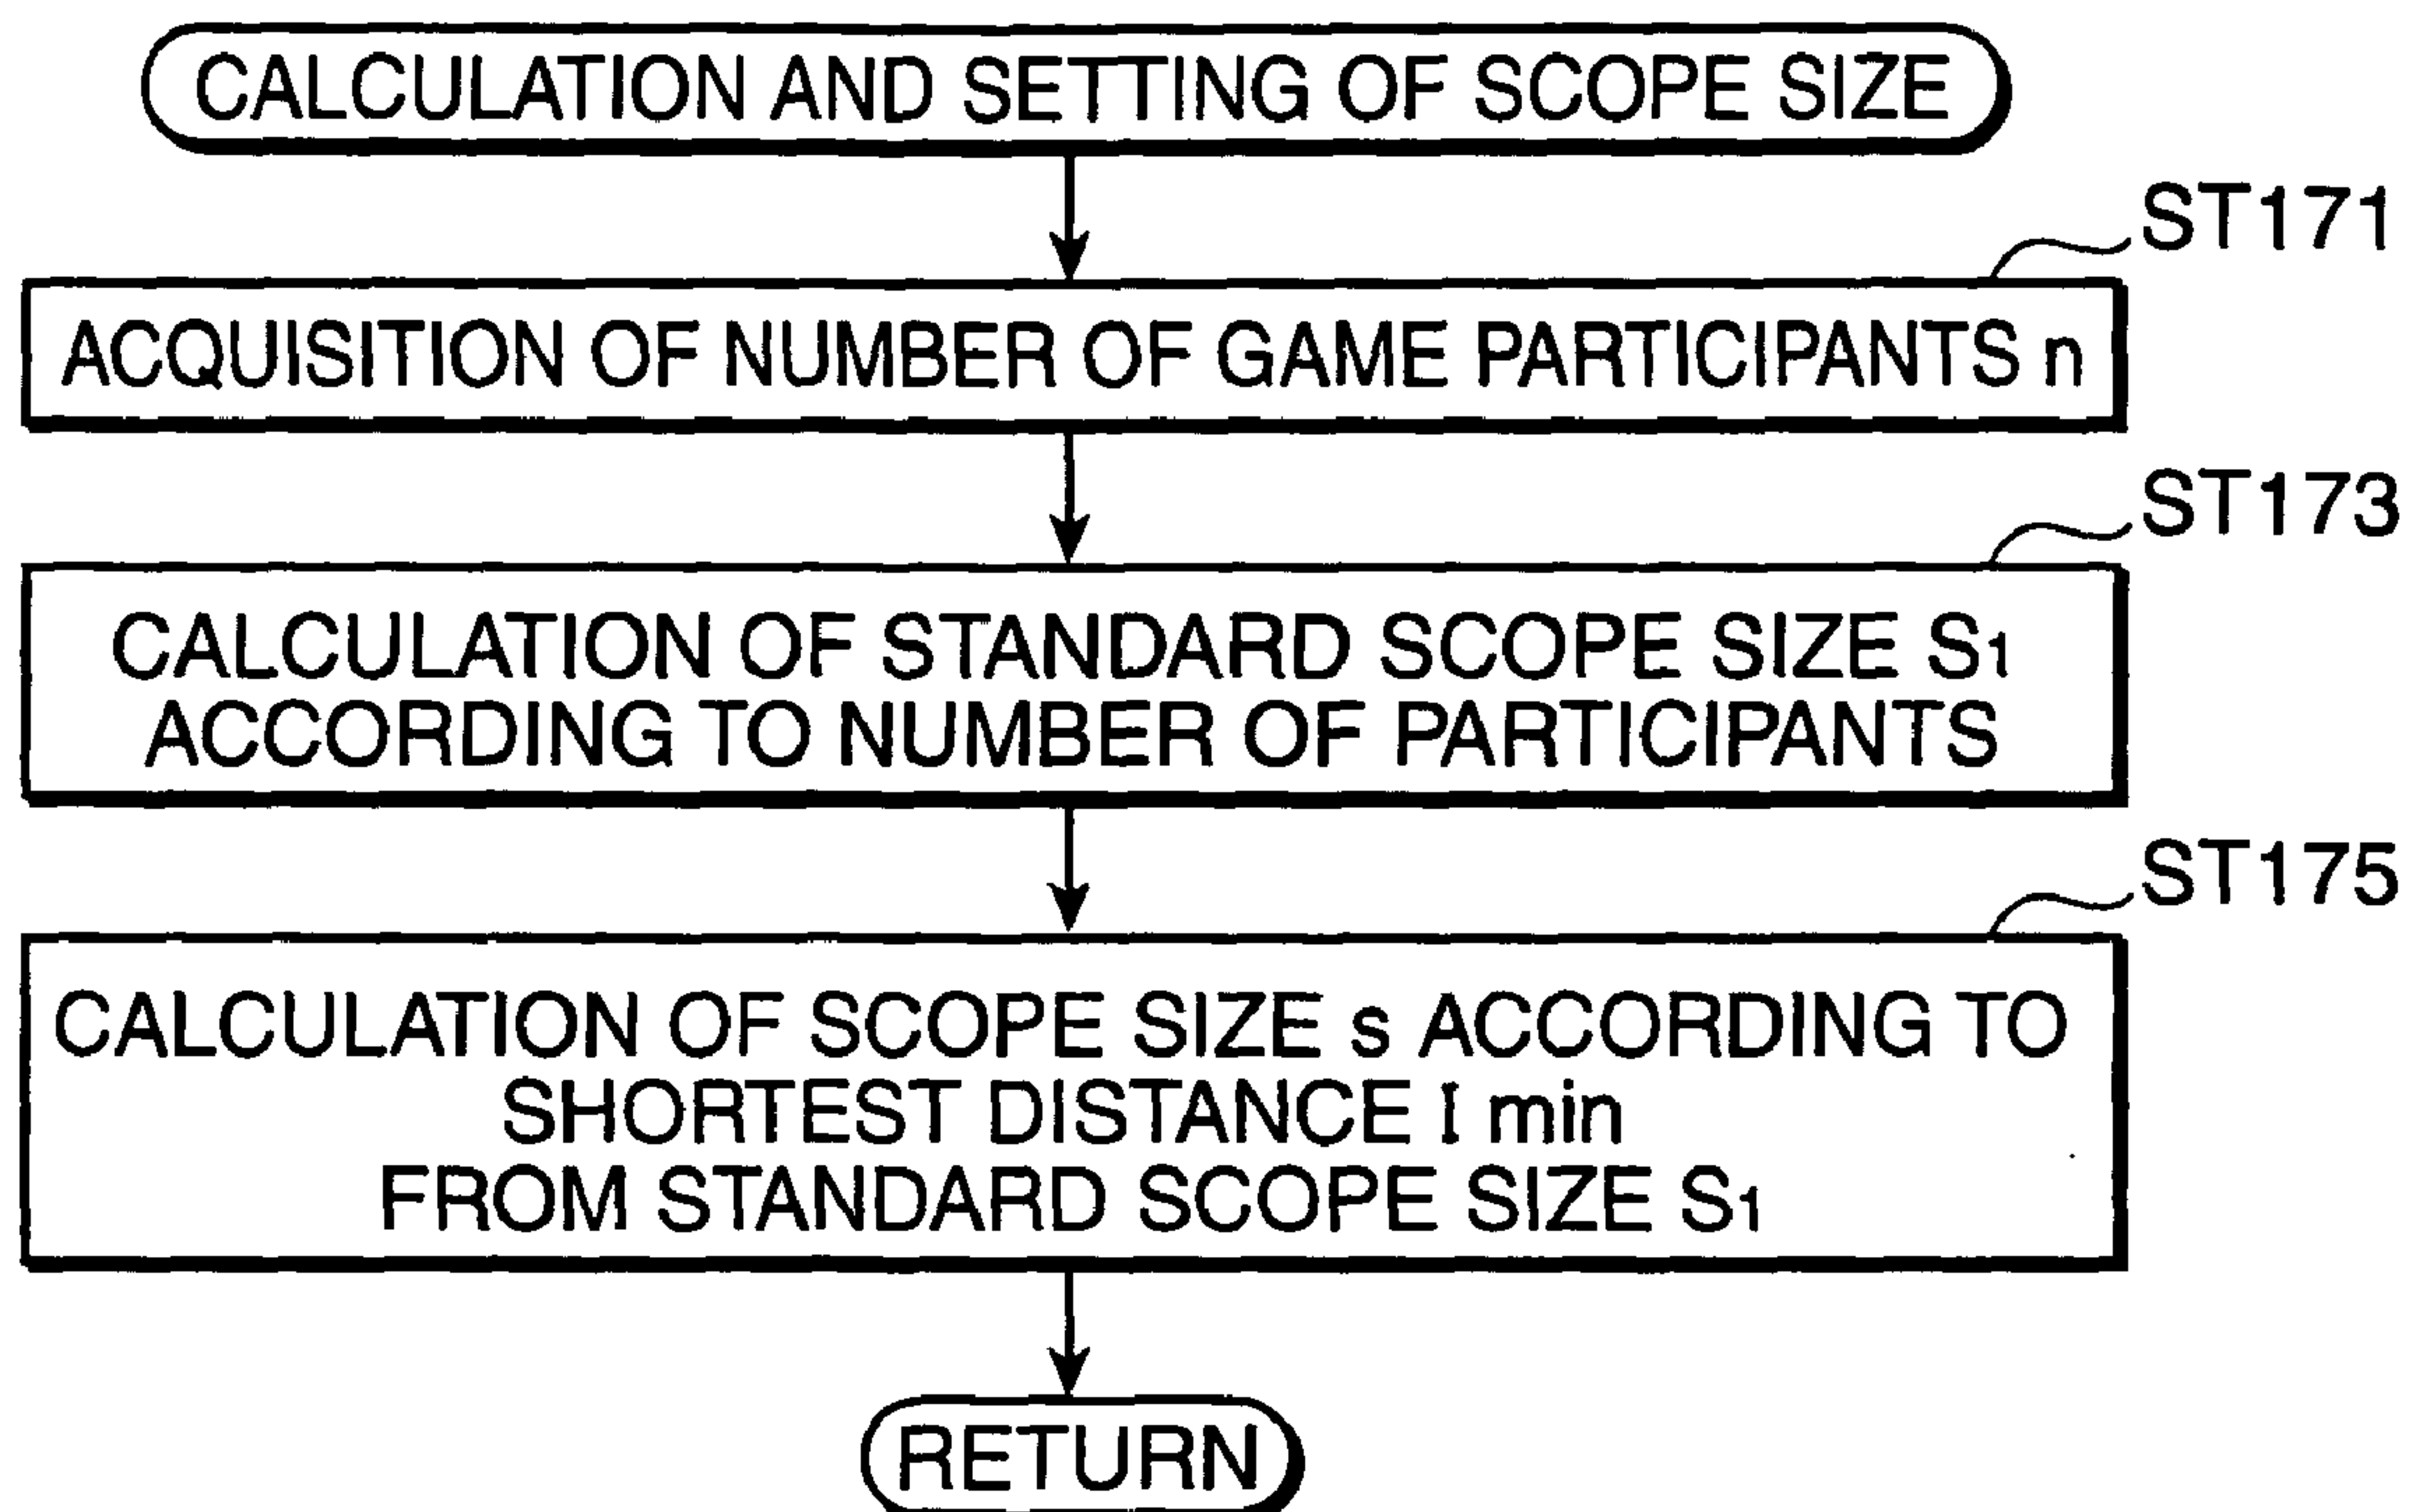 CALCULATION AND SETTING OF SCOPE SIZE
ST171
ACQUISITION OF NUMBER OF GAME PARTICIPANTS n
ST173
CALCULATION OF STANDARD SCOPE SIZE S1
ACCORDING TO NUMBER OF PARTICIPANTS
ST175
CALCULATION OF SCOPE SIZE s ACCORDING TO
SHORTEST DISTANCE I min
FROM STANDARD SCOPE SIZE S1
RETURN